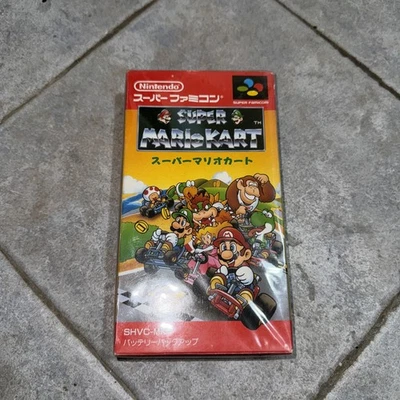 Nintendo
スーパーファミコン
SUPER FAMICOM
SUPER
MARIO KART TM
スーパーマリオカート
バッテリーバックアップ